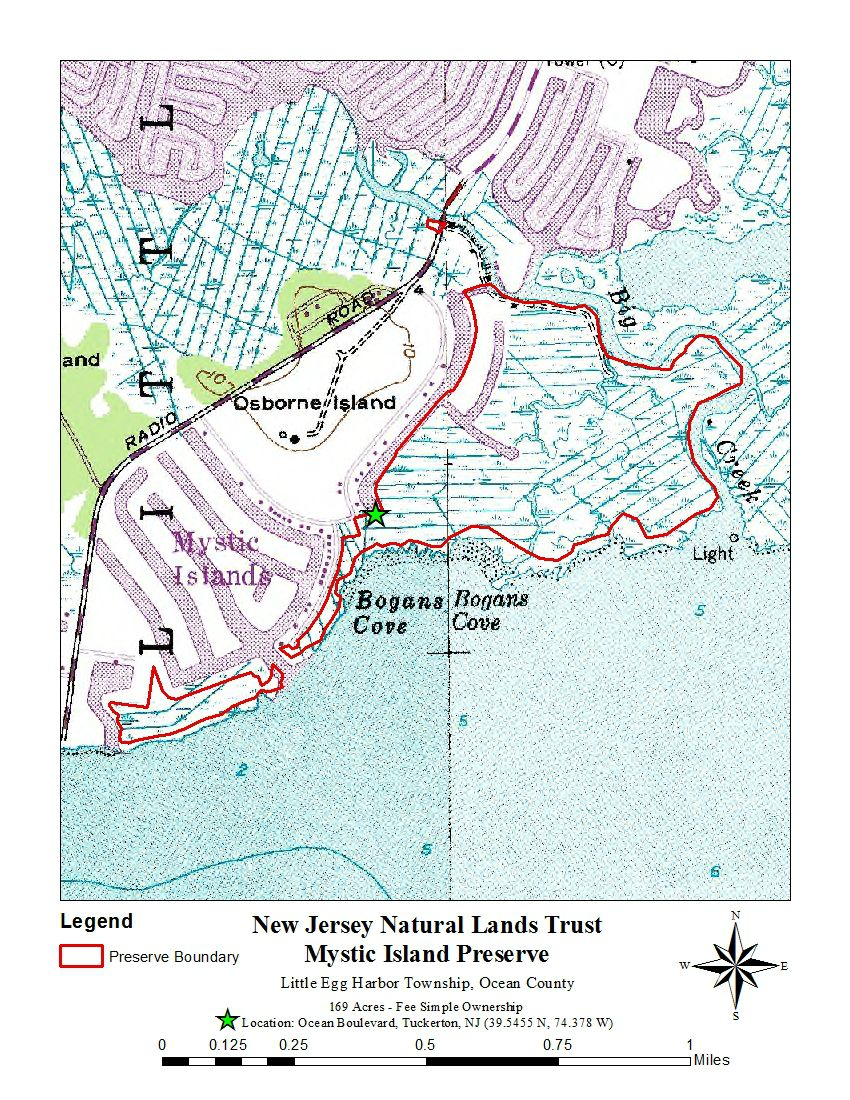 Tower (C)
L
T
T
I
L
Big
ROAD
10
10
and
Osborne Island
RADIO
Creek
Mystic
Islands
Light
Bogans
Cove
Bogans
Cove
5
5
2
5
6
Legend
Preserve Boundary
New Jersey Natural Lands Trust
Mystic Island Preserve
Little Egg Harbor Township, Ocean County
169 Acres - Fee Simple Ownership
Location: Ocean Boulevard, Tuckerton, NJ (39.5455 N, 74.378 W)
N
W
E
S
0 0.125 0.25 0.5 0.75 1
Miles